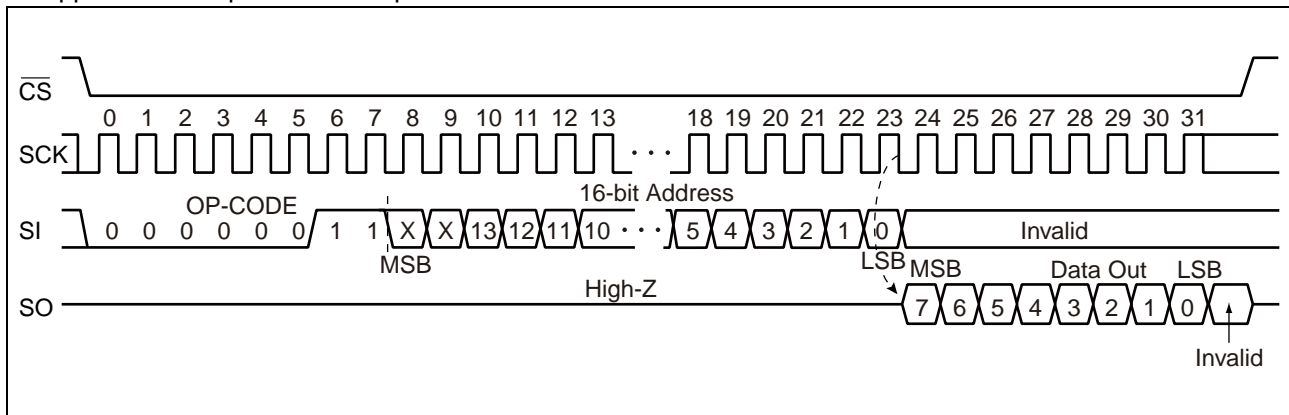 CS
0 1 2 3 4 5 6 7 8 9 10 11 12 13 18 19 20 21 22 23 24 25 26 27 28 29 30 31
SCK ···
OP-CODE 16-bit Address
SI 0 0 0 0 0 0 1 1 X X 13 12 11 10 ··· 5 4 3 2 1 0 Invalid
MSB LSB MSB Data Out LSB
High-Z
SO 7 6 5 4 3 2 1 0
Invalid